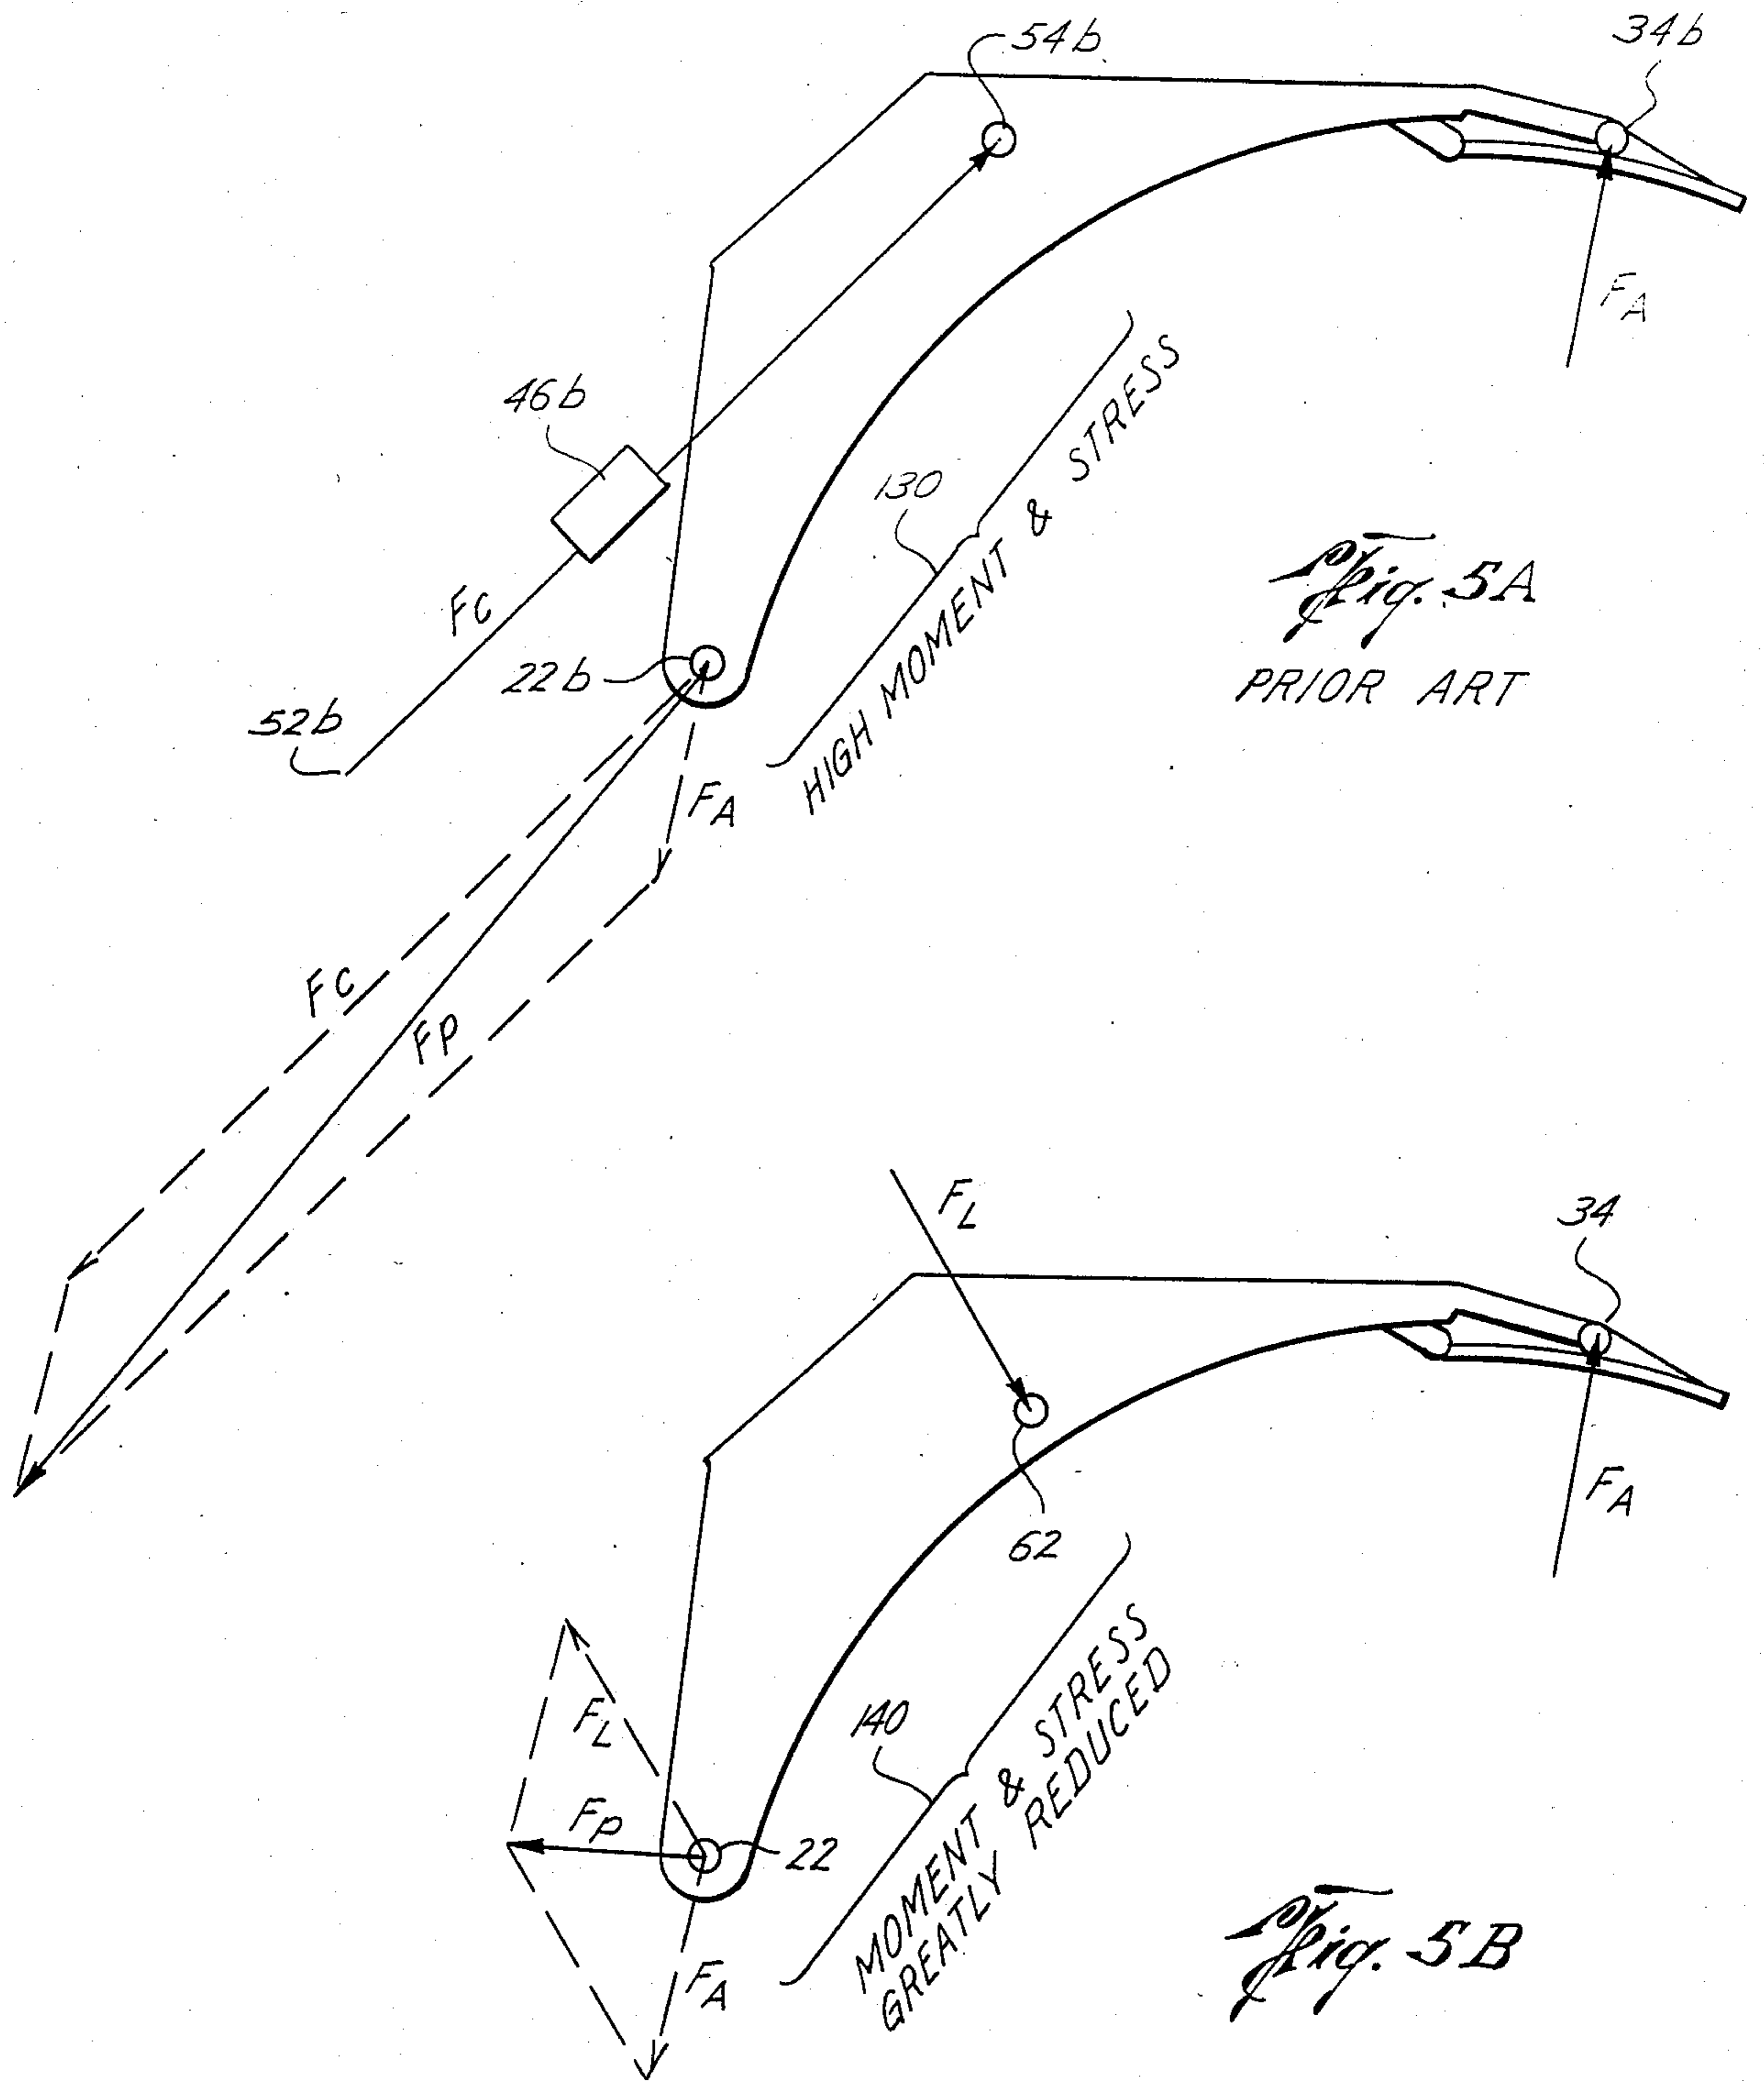 54b
34b
FA
46b
130
HIGH MOMENT & STRESS
Fig. 5A
PRIOR ART
FC
22b
52b
FA
FC
FP
FL
34
62
FA
FL
140
MOMENT & STRESS
GREATLY REDUCED
FP
22
FA
Fig. 5B